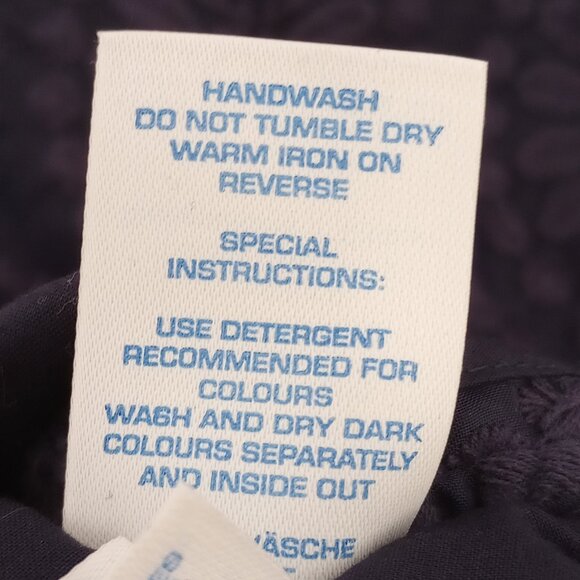 HANDWASH
DO NOT TUMBLE DRY
WARM IRON ON
REVERSE
SPECIAL
INSTRUCTIONS:
USE DETERGENT
RECOMMENDED FOR
COLOURS
WASH AND DRY DARK
COLOURS SEPARATELY
AND INSIDE OUT